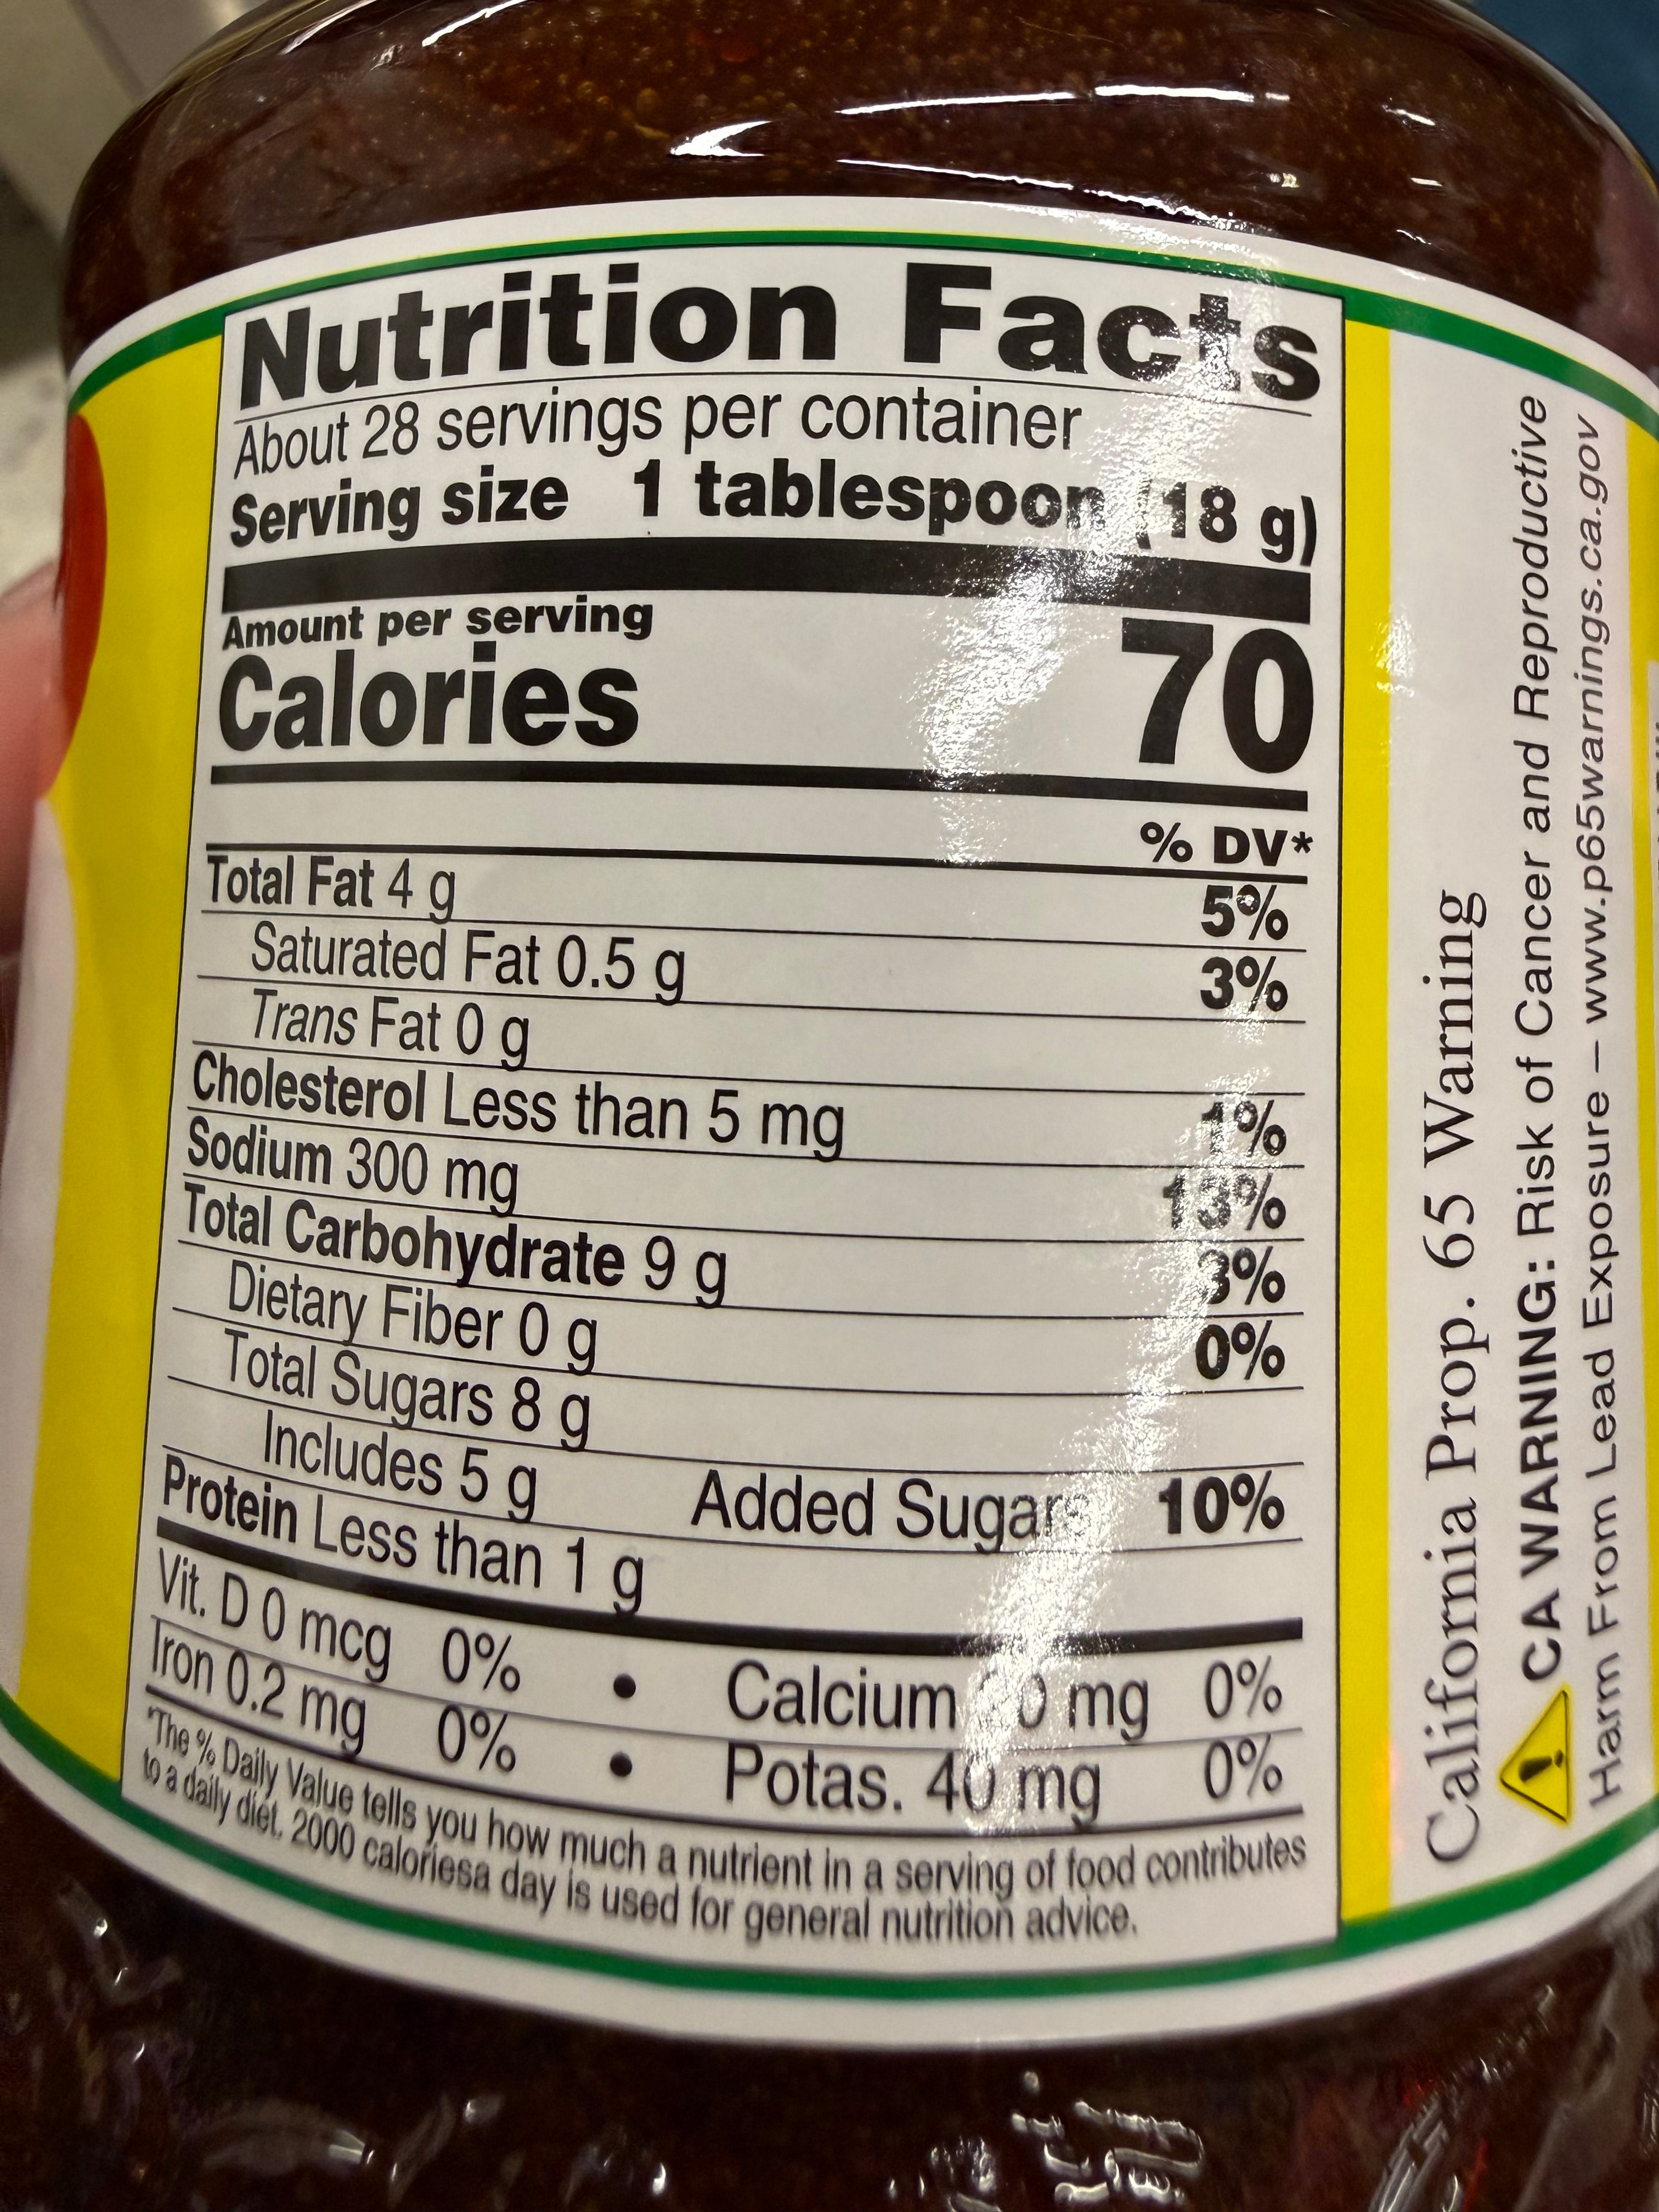 Nutrition Facts
About 28 servings per container
Serving size 1 tablespoon (18 g)
Amount per serving
Calories 70
% DV*
Total Fat 4 g 5%
Saturated Fat 0.5 g 3%
Trans Fat 0 g
Cholesterol Less than 5 mg 1%
Sodium 300 mg 13%
Total Carbohydrate 9 g 3%
Dietary Fiber 0 g 0%
Total Sugars 8 g
Includes 5 g Added Sugars 10%
Protein Less than 1 g
Vit. D 0 mcg 0% • Calcium mg 0%
Iron 0.2 mg 0% • Potas. 40 mg 0%
*The % Daily Value tells you how much a nutrient in a serving of food contributes
to a daily diet. 2000 caloriesa day is used for general nutrition advice.
California Prop. 65 Warning
CA WARNING: Risk of Cancer and Reproductive
Harm From Lead Exposure – www.p65warnings.ca.gov